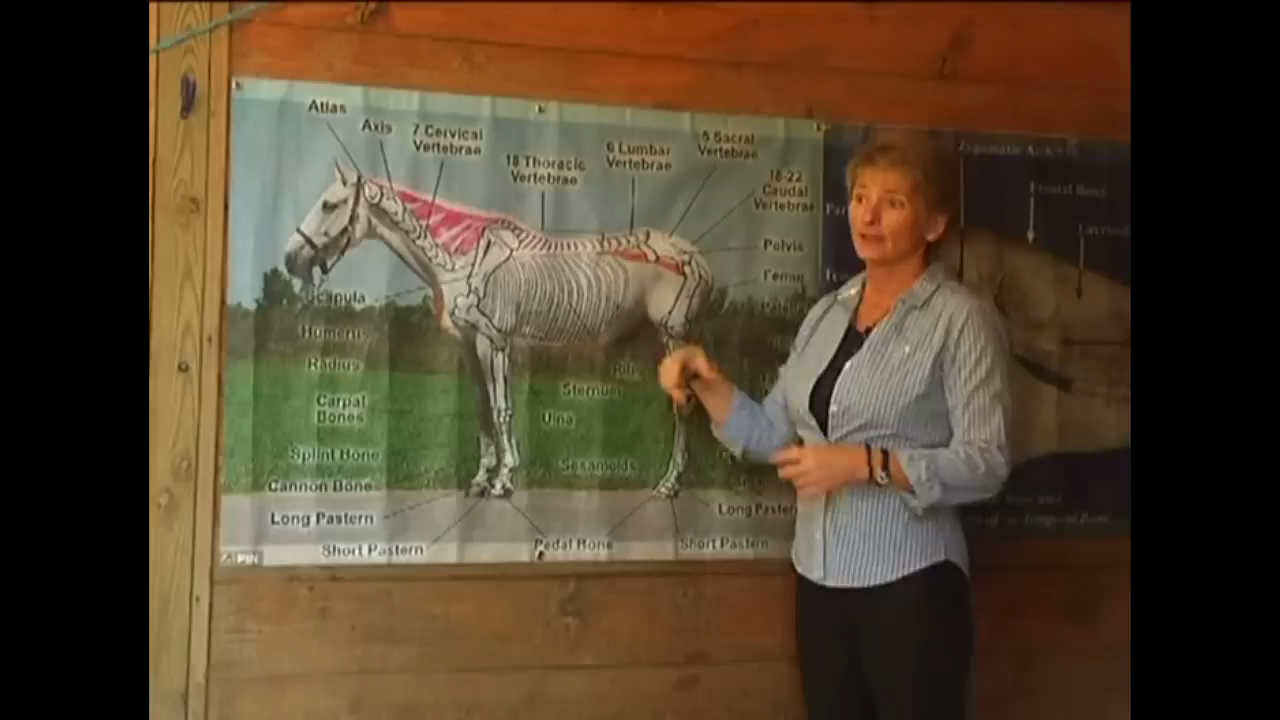 Atlas
Axis
7 Cervical
Vertebrae
18 Thoracic
Vertebrae
6 Lumbar
Vertebrae
5 Sacral
Vertebrae
18-22
Caudal
Vertebrae
Pelvis
Femur
Scapula
Humerus
Radius
Carpal
Bones
Splint Bone
Cannon Bone
Long Pastern
Short Pastern
Sternum
Ulna
Sesamoids
Pedal Bone
Long Pastern
Short Pastern
Zygomatic Arch
Frontal Bone